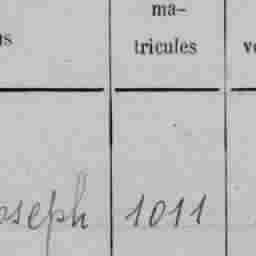 ma-
tricules
oseph 1011